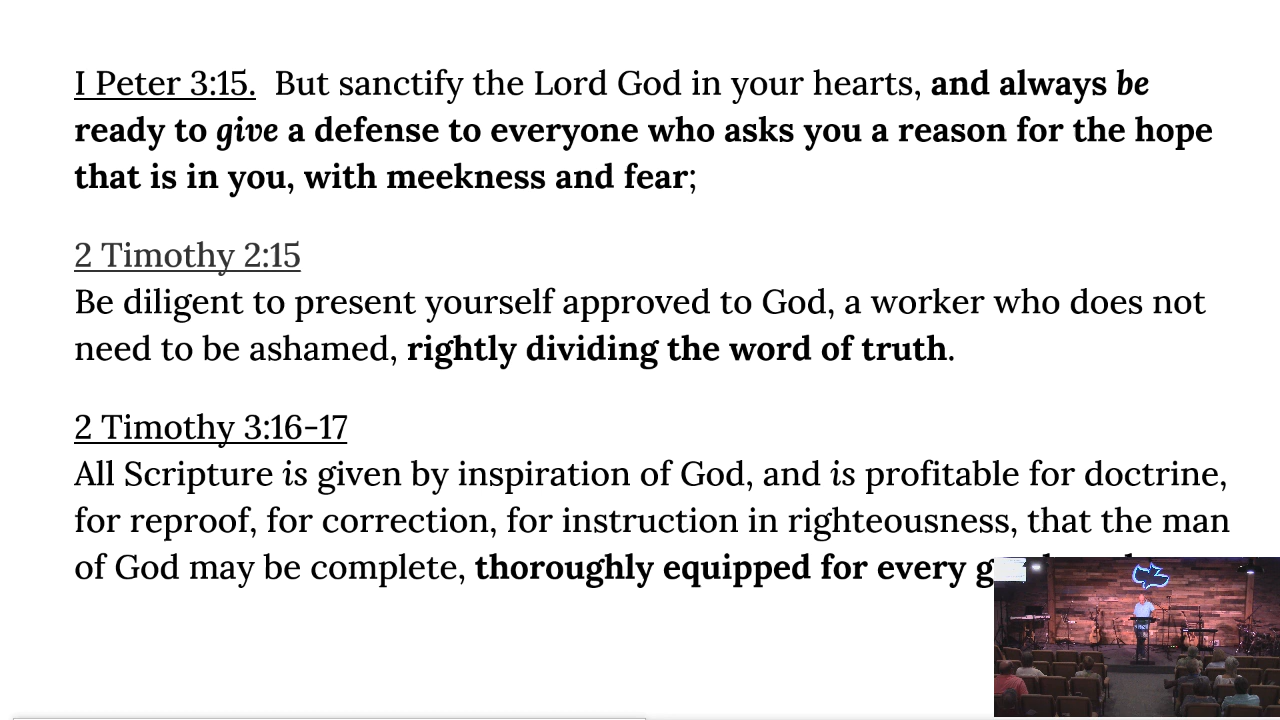 I Peter 3:15.  But sanctify the Lord God in your hearts, and always be
ready to give a defense to everyone who asks you a reason for the hope
that is in you, with meekness and fear;
2 Timothy 2:15
Be diligent to present yourself approved to God, a worker who does not
need to be ashamed, rightly dividing the word of truth.
2 Timothy 3:16-17
All Scripture is given by inspiration of God, and is profitable for doctrine,
for reproof, for correction, for instruction in righteousness, that the man
of God may be complete, thoroughly equipped for every